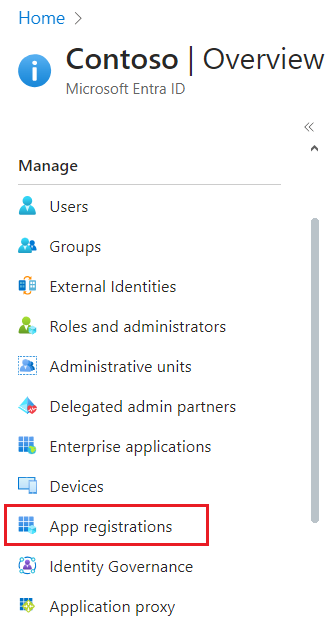 Home >
Contoso | Overview
Microsoft Entra ID
«
Manage
Users
Groups
External Identities
Roles and administrators
Administrative units
Delegated admin partners
Enterprise applications
Devices
App registrations
Identity Governance
Application proxy